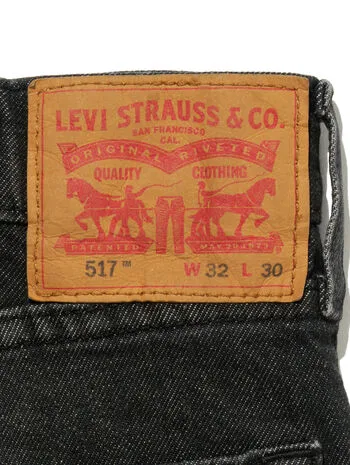 LEVI STRAUSS & CO.
SAN FRANCISCO
CAL.
ORIGINAL RIVETED
QUALITY CLOTHING
PATENTED MAY 20 1873
517™ W 32 L 30